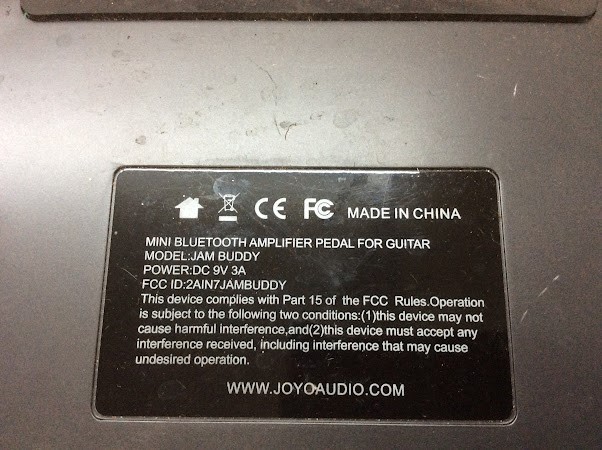 CE FC MADE IN CHINA
MINI BLUETOOTH AMPLIFIER PEDAL FOR GUITAR
MODEL:JAM BUDDY
POWER:DC 9V 3A
FCC ID:2AIN7JAMBUDDY
This device complies with Part 15 of the FCC Rules.Operation
is subject to the following two conditions:(1)this device may not
cause harmful interference,and(2)this device must accept any
interference received, including interference that may cause
undesired operation.
WWW.JOYOAUDIO.COM